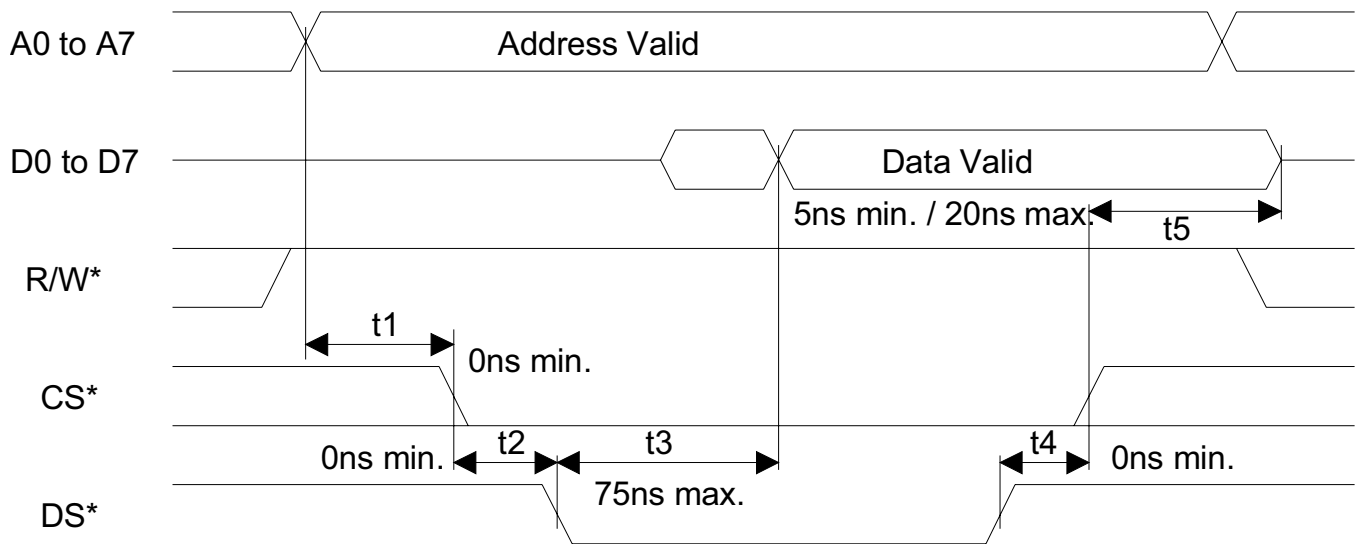 A0 to A7
Address Valid
D0 to D7
Data Valid
5ns min. / 20ns max.
t5
R/W*
t1
0ns min.
CS*
0ns min.
t2
t3
t4
0ns min.
75ns max.
DS*